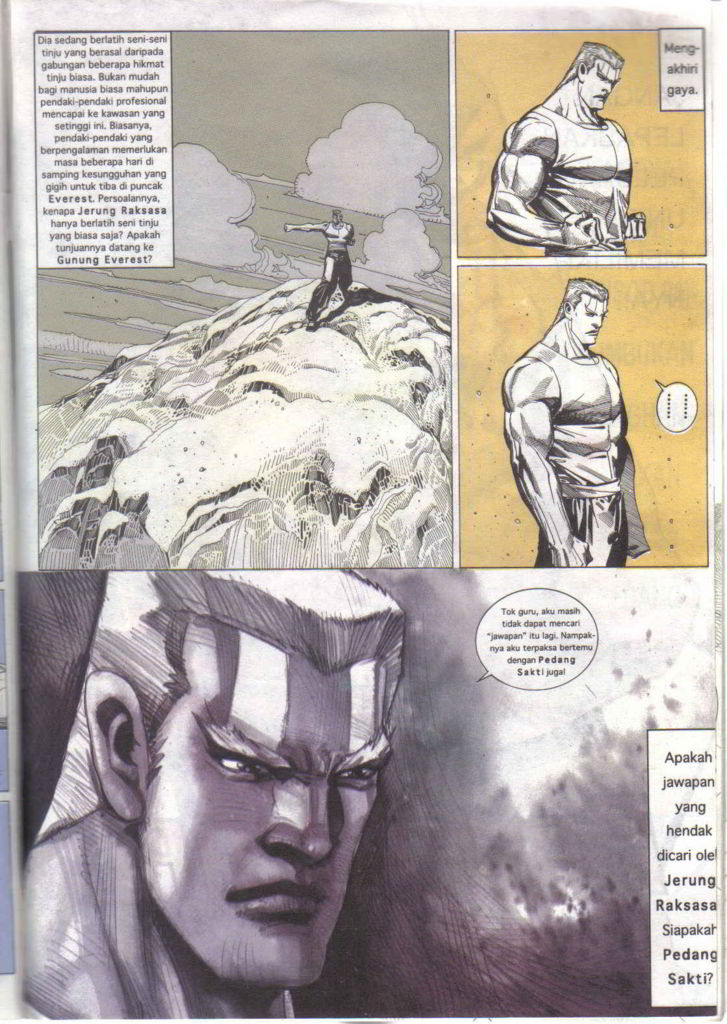 Dia sedang berlatih seni-seni
tinju yang berasal daripada
gabungan beberapa hikmat
tinju biasa. Bukan mudah
bagi manusia biasa mahupun
pendaki-pendaki profesional
mencapai ke kawasan yang
setinggi ini. Biasanya,
pendaki-pendaki yang
berpengalaman memerlukan
masa beberapa hari di
samping kesungguhan yang
gigih untuk tiba di puncak
Everest. Persoalannya,
kenapa Jerung Raksasa
hanya berlatih seni tinju
yang biasa saja? Apakah
tujuannya datang ke
Gunung Everest?
Meng-
akhiri
gaya.
Tok guru, aku masih
tidak dapat mencari
"jawapan" itu lagi. Nampak-
nya aku terpaksa bertemu
dengan Pedang
Sakti juga!
Apakah
jawapan
yang
hendak
dicari ole
Jerung
Raksasa
Siapakah
Pedang
Sakti?